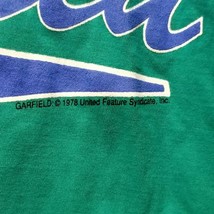 GARFIELD: © 1978 United Feature Syndicate, Inc.